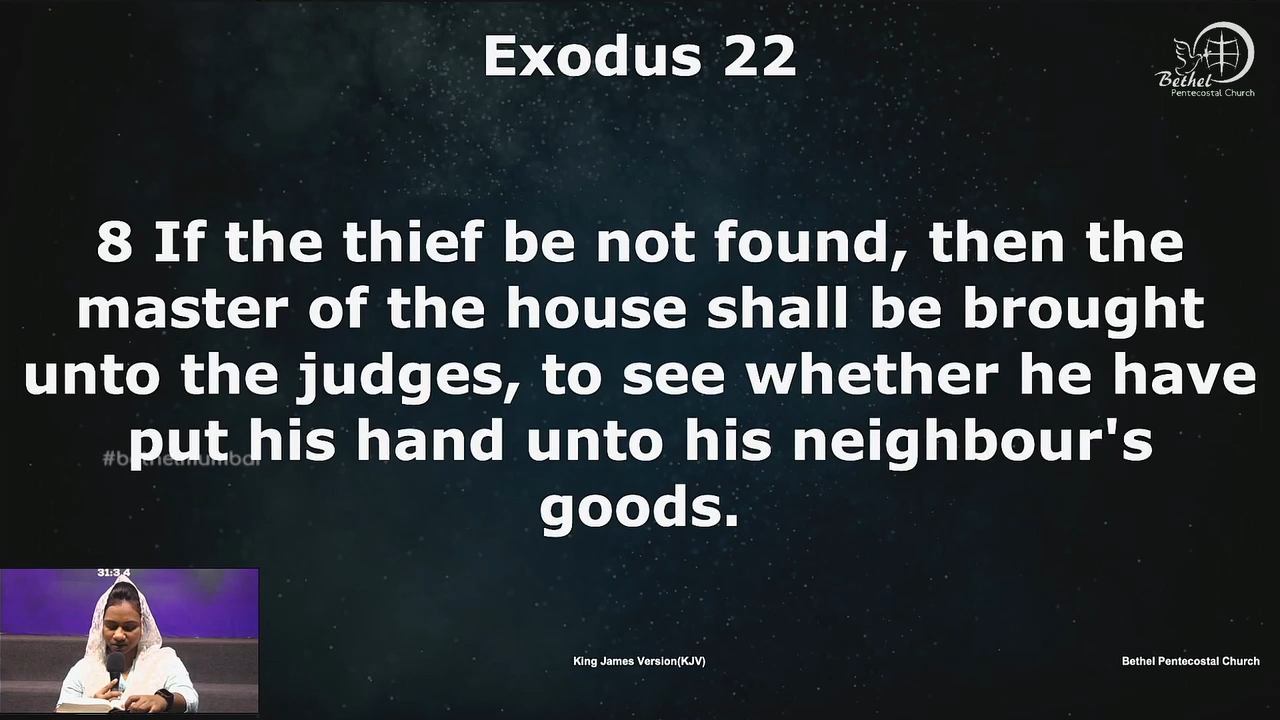 Exodus 22
Bethel
Pentecostal Church
8 If the thief be not found, then the
master of the house shall be brought
unto the judges, to see whether he have
put his hand unto his neighbour's
#bethelmumbai
goods.
31:3,4
King James Version(KJV)
Bethel Pentecostal Church